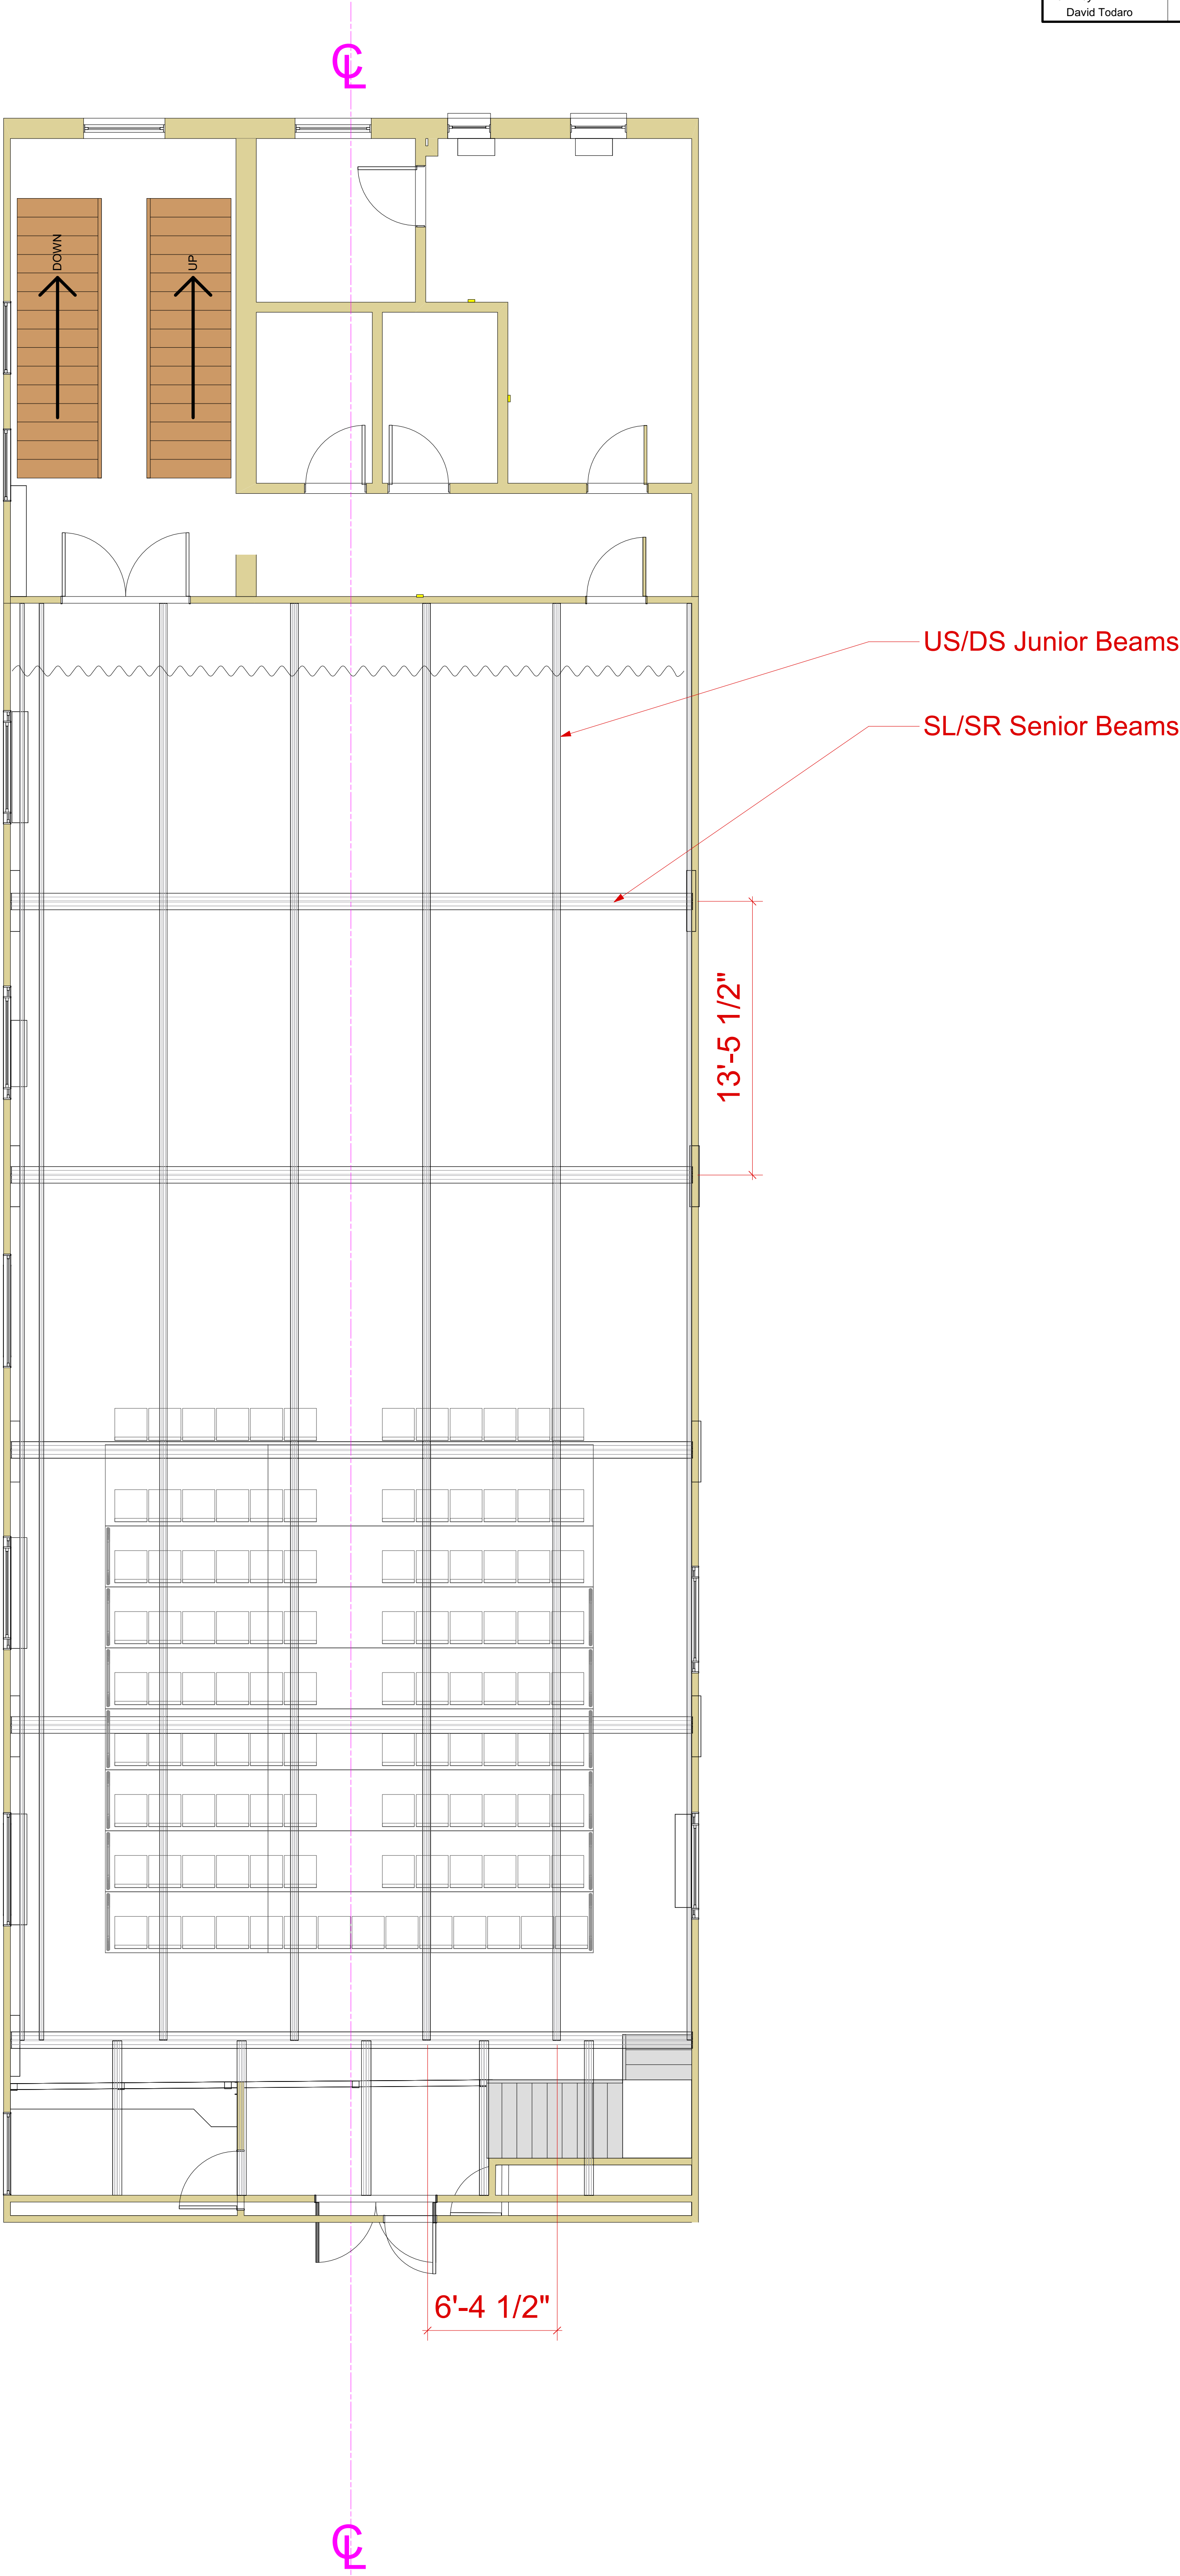 David Todaro
℄
DOWN
UP
US/DS Junior Beams
SL/SR Senior Beams
13'-5 1/2"
6'-4 1/2"
℄